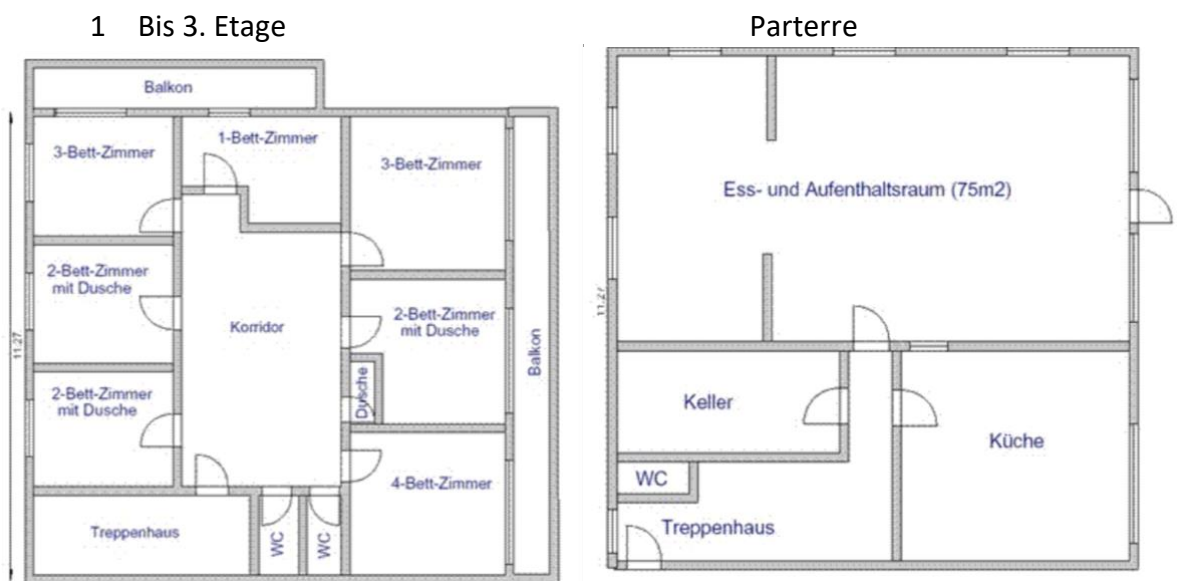 1 Bis 3. Etage
Parterre
Balkon
3-Bett-Zimmer
1-Bett-Zimmer
3-Bett-Zimmer
2-Bett-Zimmer
mit Dusche
Korridor
2-Bett-Zimmer
mit Dusche
Balkon
11.27
2-Bett-Zimmer
mit Dusche
Dusche
4-Bett-Zimmer
Treppenhaus
WC
WC
Ess- und Aufenthaltsraum (75m2)
11.27
Keller
Küche
WC
Treppenhaus